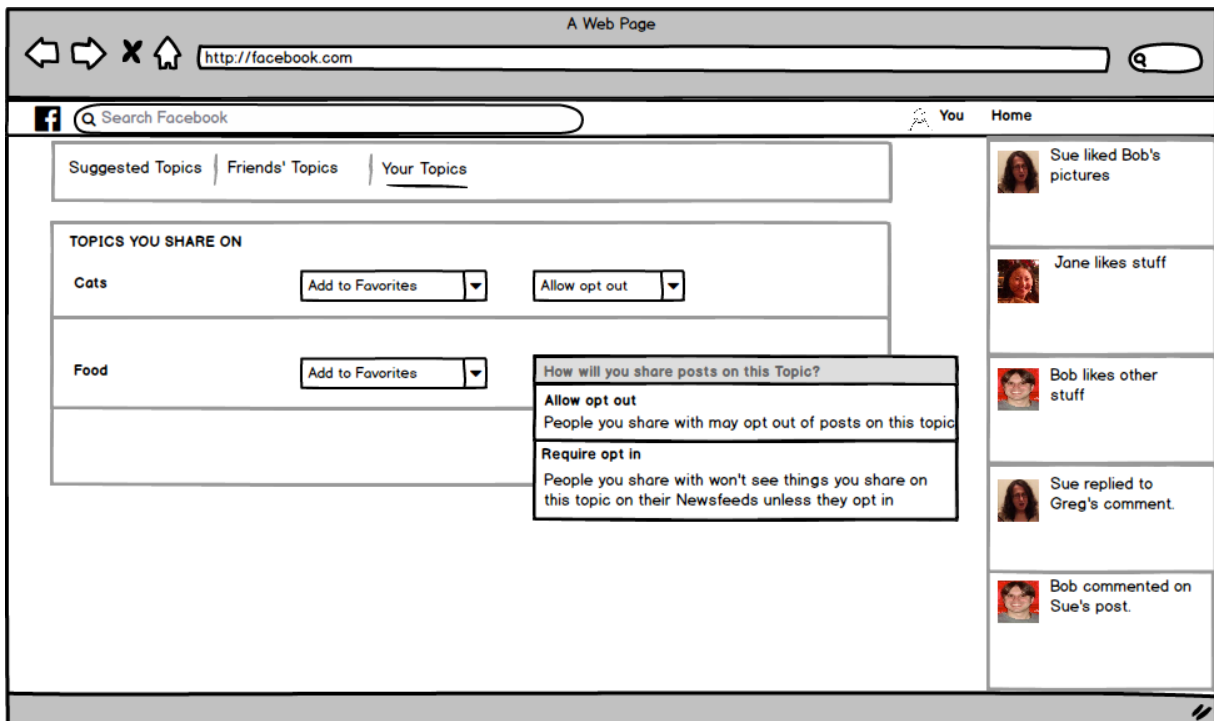 A Web Page
http://facebook.com
f Search Facebook You Home
Suggested Topics Friends' Topics Your Topics
TOPICS YOU SHARE ON
Cats Add to Favorites Allow opt out
Food Add to Favorites
How will you share posts on this Topic?
Allow opt out
People you share with may opt out of posts on this topic
Require opt in
People you share with won't see things you share on
this topic on their Newsfeeds unless they opt in
Sue liked Bob's
pictures
Jane likes stuff
Bob likes other
stuff
Sue replied to
Greg's comment.
Bob commented on
Sue's post.